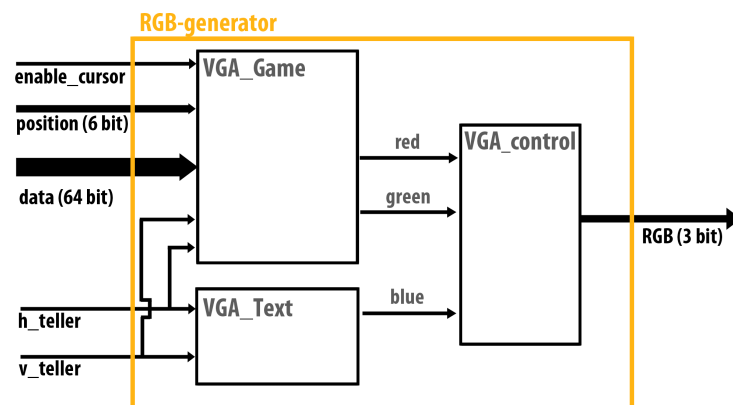 RGB-generator
enable_cursor
VGA_Game
position (6 bit)
red
VGA_control
data (64 bit)
green
RGB (3 bit)
h_teller
VGA_Text
blue
v_teller